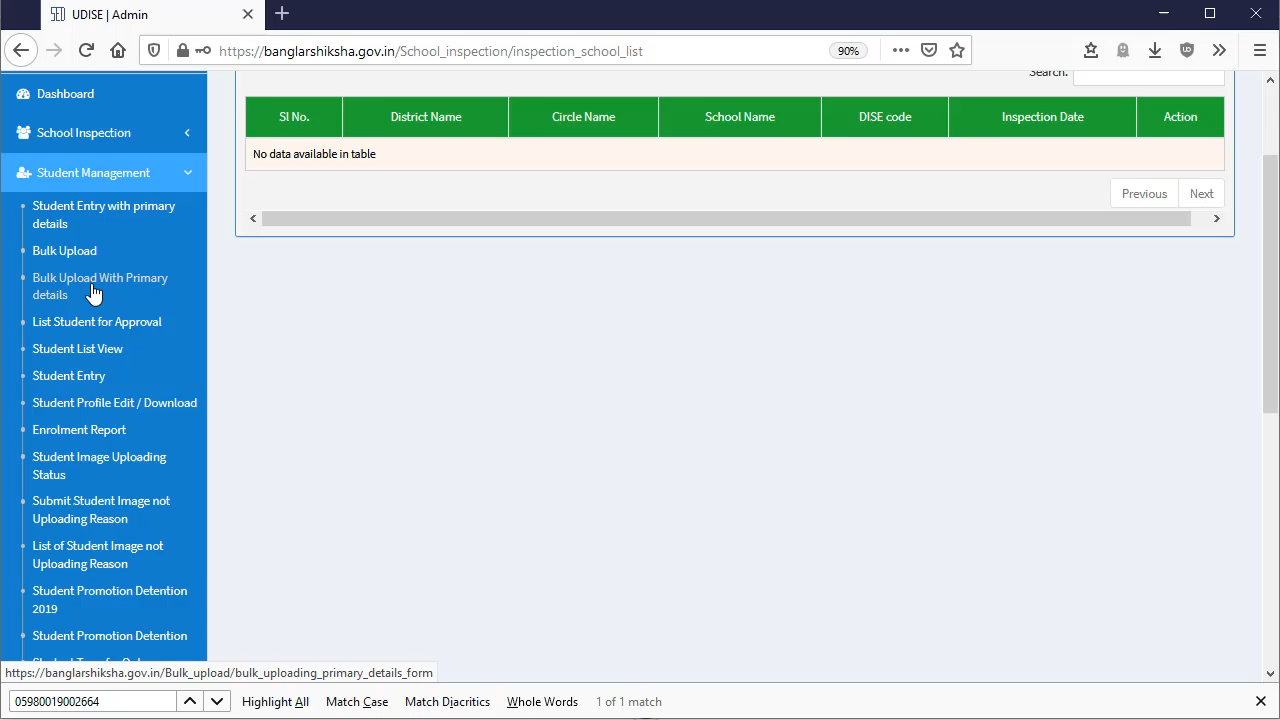 UDISE | Admin
https://banglarshiksha.gov.in/School_inspection/inspection_school_list
90%
Dashboard
School Inspection
Student Management
Student Entry with primary
details
Bulk Upload
Bulk Upload With Primary
details
List Student for Approval
Student List View
Student Entry
Student Profile Edit / Download
Enrolment Report
Student Image Uploading
Status
Submit Student Image not
Uploading Reason
List of Student Image not
Uploading Reason
Student Promotion Detention
2019
Student Promotion Detention
Search:
Sl No. District Name Circle Name School Name DISE code Inspection Date Action
No data available in table
Previous Next
https://banglarshiksha.gov.in/Bulk_upload/bulk_uploading_primary_details_form
05980019002664 Highlight All Match Case Match Diacritics Whole Words 1 of 1 match